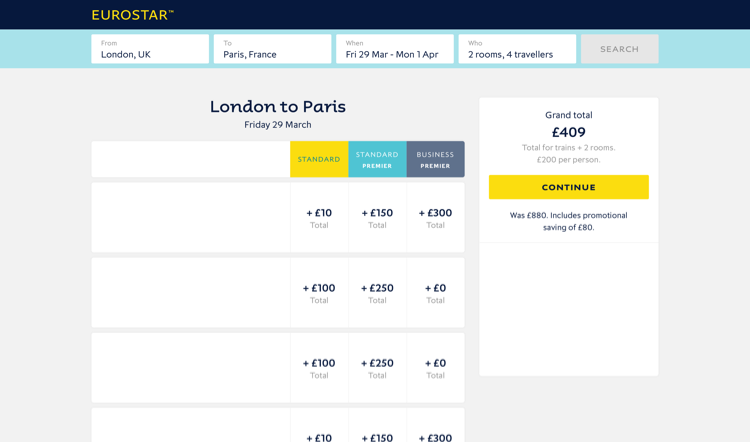 EUROSTAR™
From
London, UK
To
Paris, France
When
Fri 29 Mar - Mon 1 Apr
Who
2 rooms, 4 travellers
SEARCH
London to Paris
Friday 29 March
STANDARD
STANDARD
PREMIER
BUSINESS
PREMIER
+ £10
Total
+ £150
Total
+ £300
Total
+ £100
Total
+ £250
Total
+ £0
Total
+ £100
Total
+ £250
Total
+ £0
Total
+ £10
+ £150
+ £300
Grand total
£409
Total for trains + 2 rooms.
£200 per person.
CONTINUE
Was £880. Includes promotional
saving of £80.